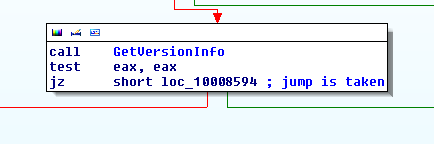 call    GetVersionInfo
test    eax, eax
jz      short loc_10008594 ; jump is taken